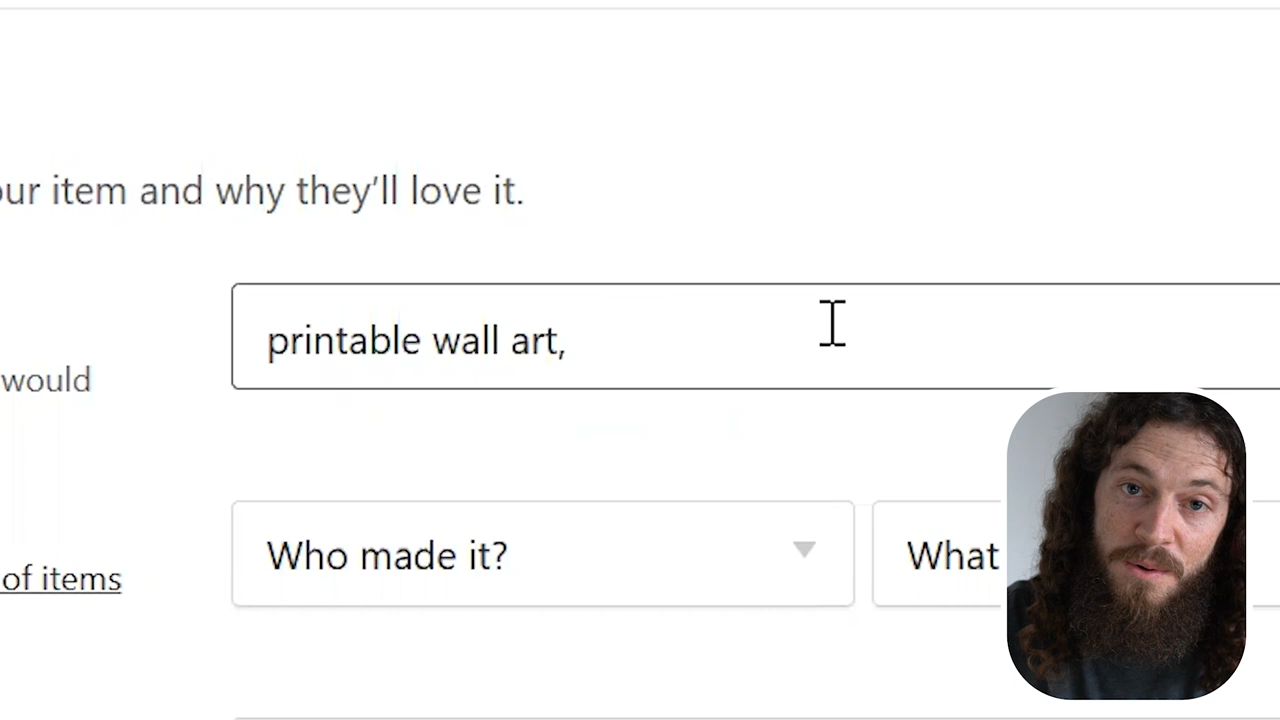 our item and why they'll love it.
printable wall art,
would
Who made it?
What
of items